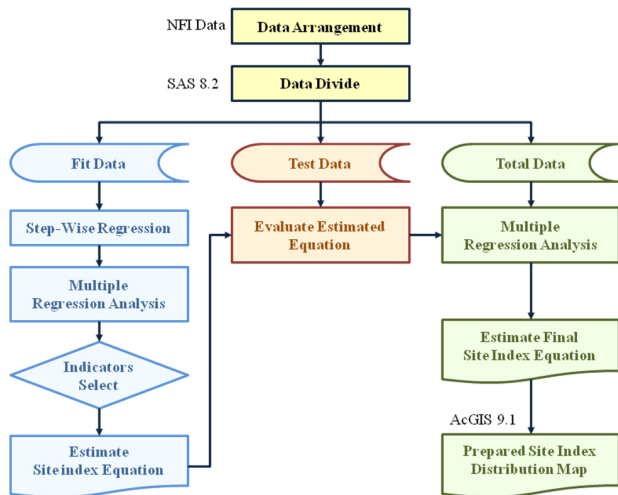 NFI Data
Data Arrangement
SAS 8.2
Data Divide
Fit Data
Test Data
Total Data
Step-Wise Regression
Evaluate Estimated
Equation
Multiple
Regression Analysis
Multiple
Regression Analysis
Indicators
Select
Estimate Final
Site Index Equation
AcGIS 9.1
Estimate
Site index Equation
Prepared Site Index
Distribution Map